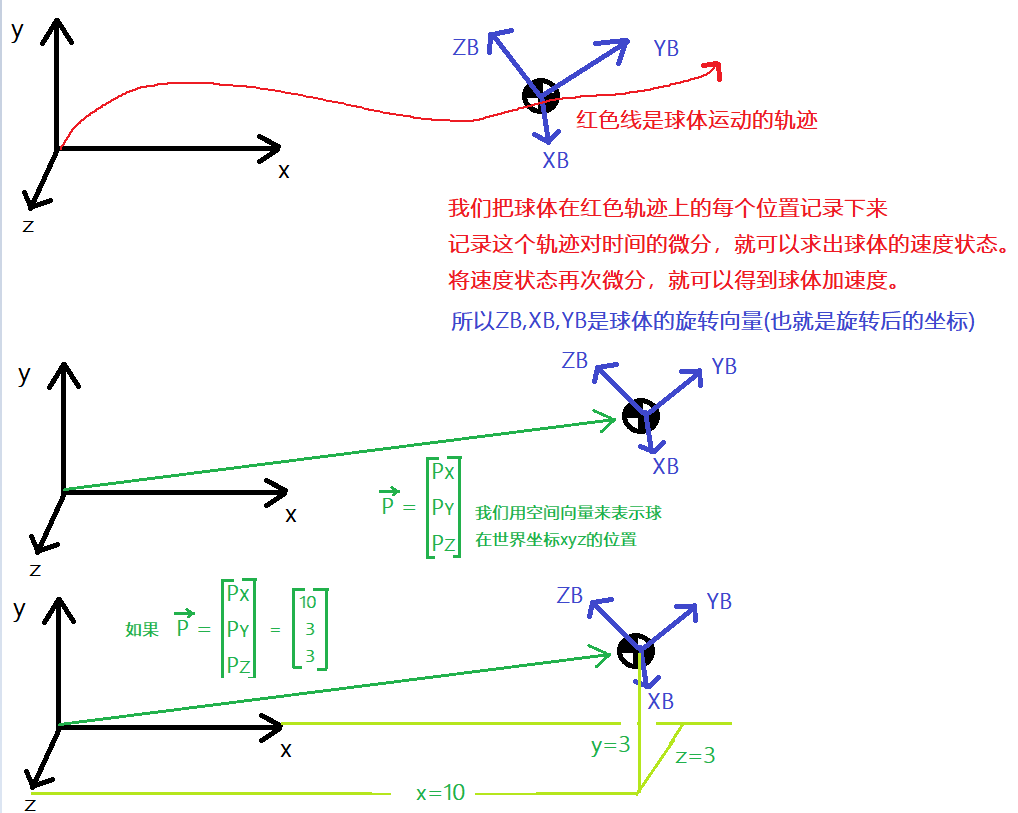 y
ZB
YB
红色线是球体运动的轨迹
XB
x
z
我们把球体在红色轨迹上的每个位置记录下来
记录这个轨迹对时间的微分，就可以求出球体的速度状态。
将速度状态再次微分，就可以得到球体加速度。
所以ZB,XB,YB是球体的旋转向量(也就是旋转后的坐标)
y
ZB
YB
XB
x
z
P = [PX PY PZ]
我们用空间向量来表示球
在世界坐标xyz的位置
y
如果 P = [PX PY PZ] = [10 3 3]
ZB
YB
XB
x
y=3
z=3
z
x=10